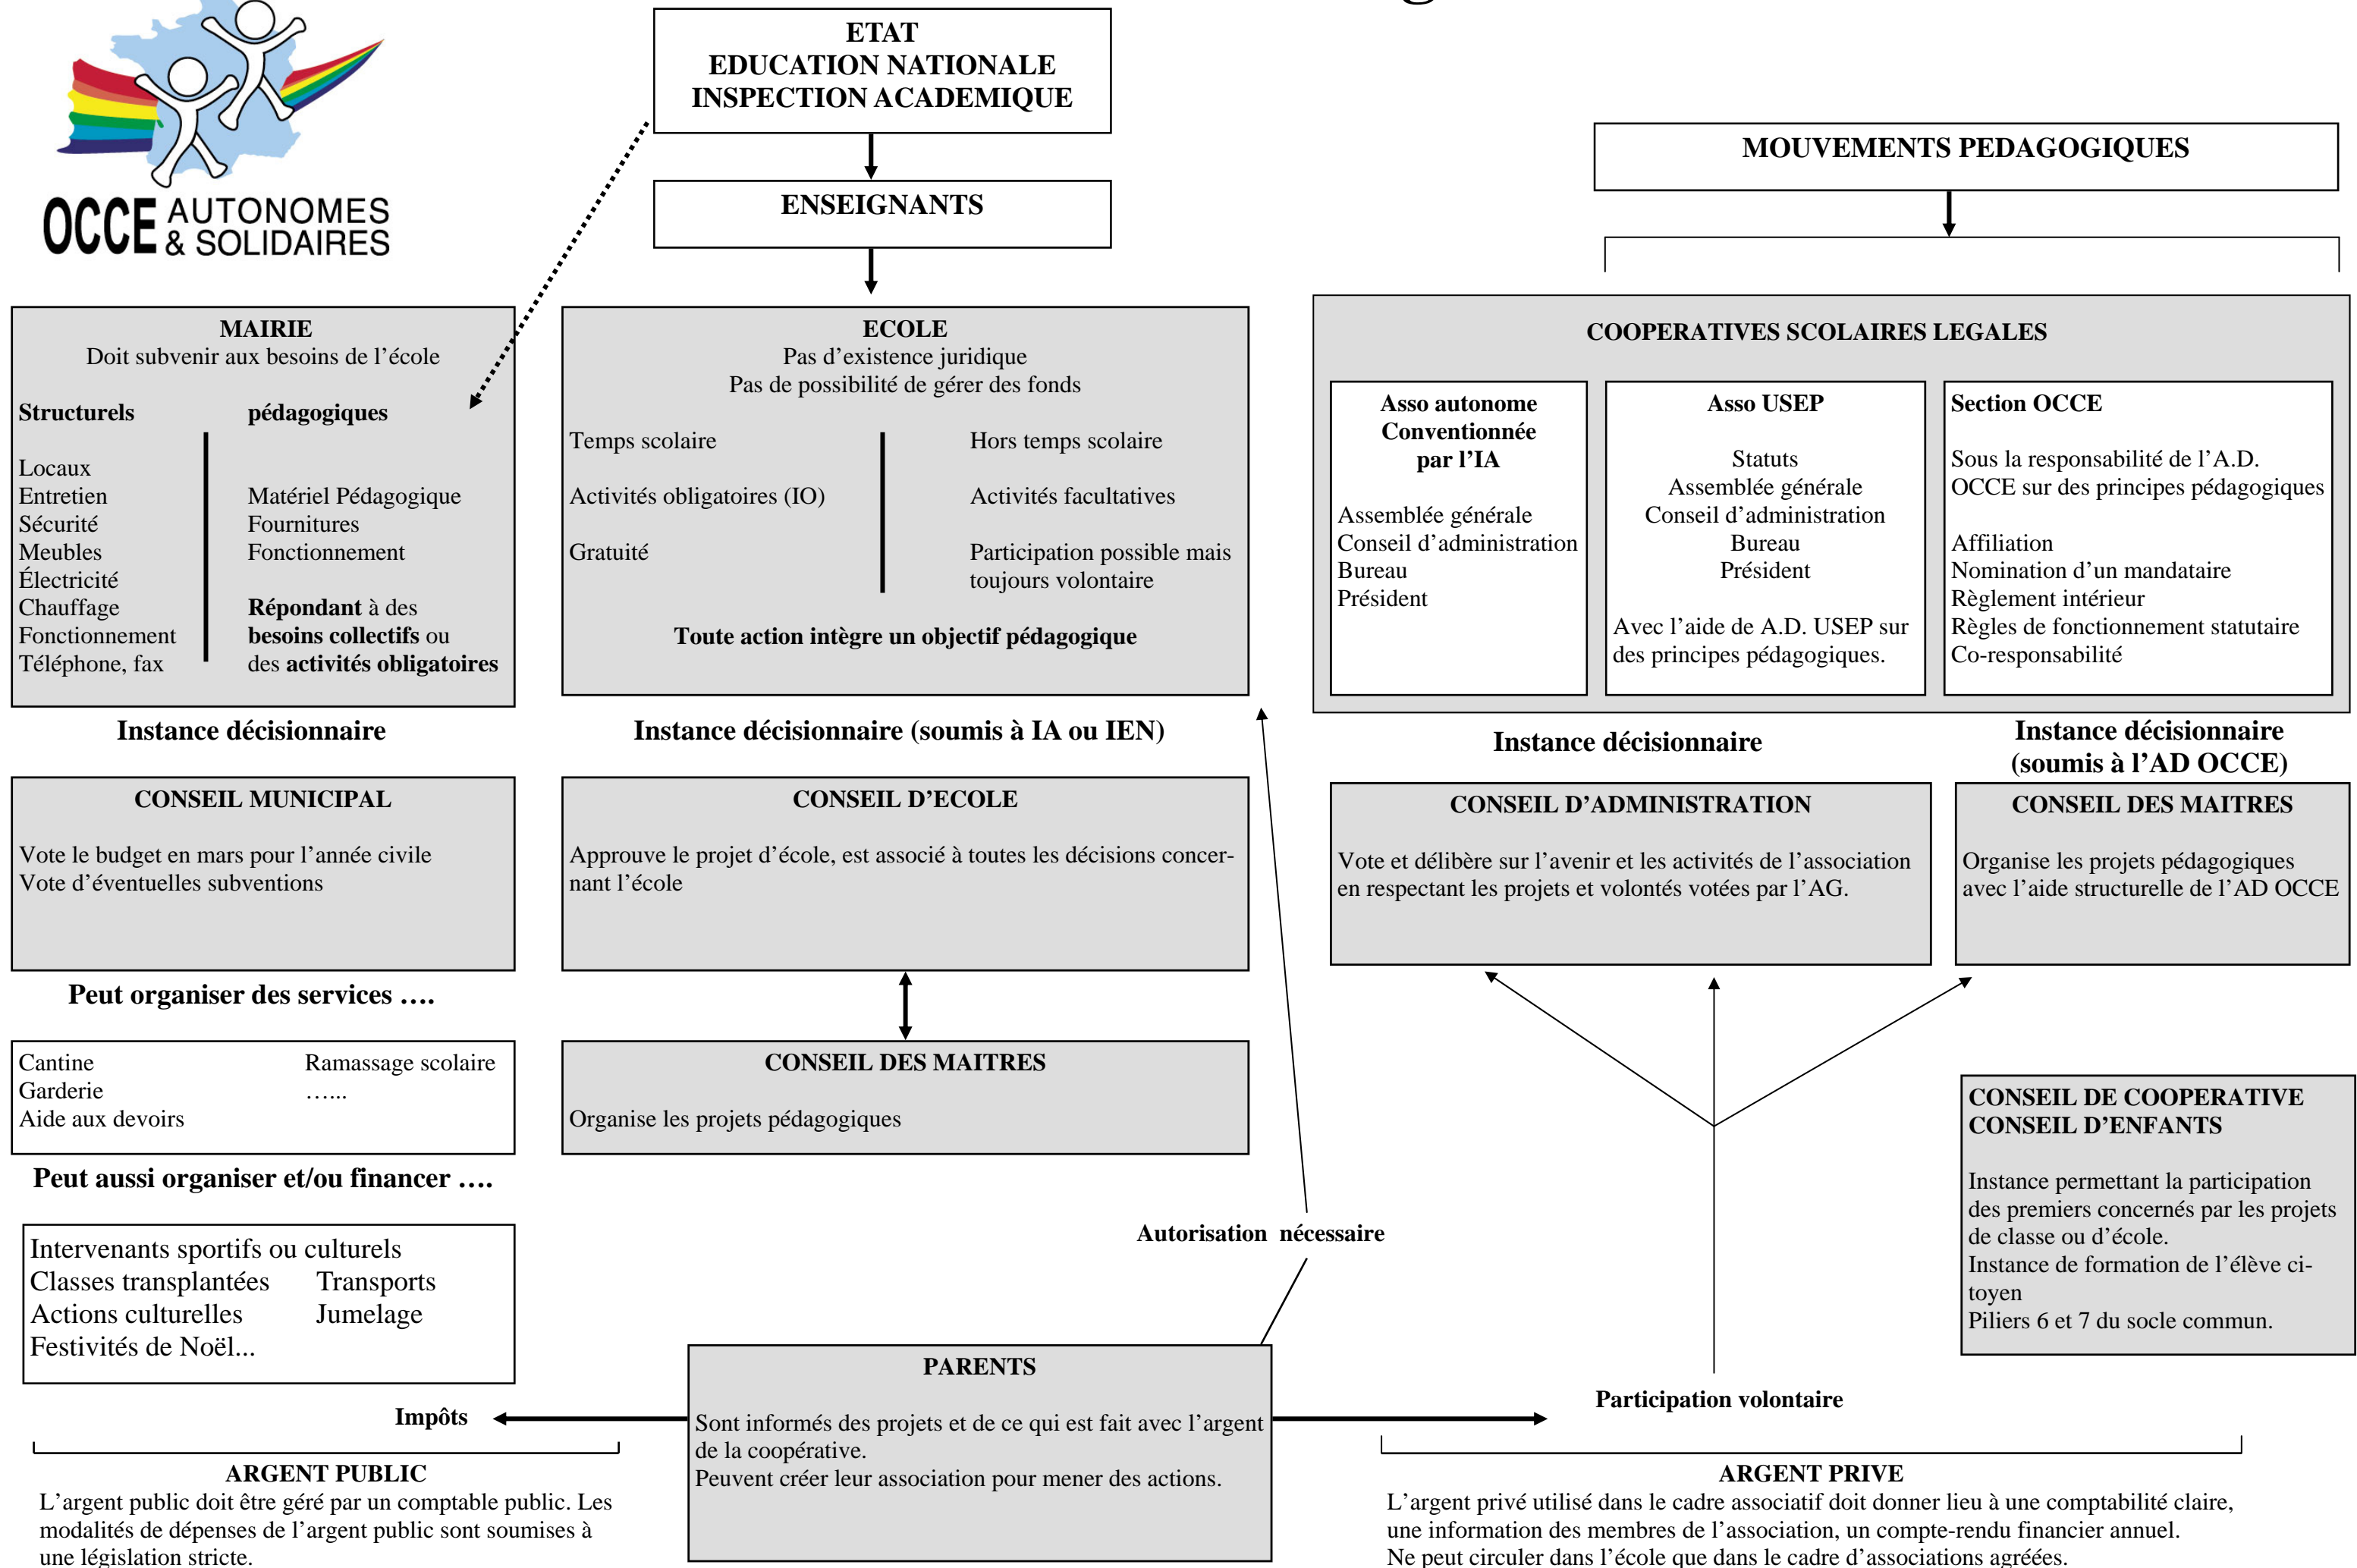 OCCE AUTONOMES
& SOLIDAIRES
ETAT
EDUCATION NATIONALE
INSPECTION ACADEMIQUE
ENSEIGNANTS
MOUVEMENTS PEDAGOGIQUES
MAIRIE
Doit subvenir aux besoins de l’école
Structurels
Locaux
Entretien
Sécurité
Meubles
Électricité
Chauffage
Fonctionnement
Téléphone, fax
pédagogiques
Matériel Pédagogique
Fournitures
Fonctionnement
Répondant à des
besoins collectifs ou
des activités obligatoires
Instance décisionnaire
CONSEIL MUNICIPAL
Vote le budget en mars pour l’année civile
Vote d’éventuelles subventions
Peut organiser des services ….
Cantine
Garderie
Aide aux devoirs
Ramassage scolaire
…...
Peut aussi organiser et/ou financer ….
Intervenants sportifs ou culturels
Classes transplantées Transports
Actions culturelles Jumelage
Festivités de Noël...
ECOLE
Pas d’existence juridique
Pas de possibilité de gérer des fonds
Temps scolaire
Activités obligatoires (IO)
Gratuité
Hors temps scolaire
Activités facultatives
Participation possible mais
toujours volontaire
Toute action intègre un objectif pédagogique
Instance décisionnaire (soumis à IA ou IEN)
CONSEIL D’ECOLE
Approuve le projet d’école, est associé à toutes les décisions concer-
nant l’école
CONSEIL DES MAITRES
Organise les projets pédagogiques
COOPERATIVES SCOLAIRES LEGALES
Asso autonome
Conventionnée
par l’IA
Assemblée générale
Conseil d’administration
Bureau
Président
Asso USEP
Statuts
Assemblée générale
Conseil d’administration
Bureau
Président
Avec l’aide de A.D. USEP sur
des principes pédagogiques.
Section OCCE
Sous la responsabilité de l’A.D.
OCCE sur des principes pédagogiques
Affiliation
Nomination d’un mandataire
Règlement intérieur
Règles de fonctionnement statutaire
Co-responsabilité
Instance décisionnaire
Instance décisionnaire
(soumis à l’AD OCCE)
CONSEIL D’ADMINISTRATION
Vote et délibère sur l’avenir et les activités de l’association
en respectant les projets et volontés votées par l’AG.
CONSEIL DES MAITRES
Organise les projets pédagogiques
avec l’aide structurelle de l’AD OCCE
CONSEIL DE COOPERATIVE
CONSEIL D’ENFANTS
Instance permettant la participation
des premiers concernés par les projets
de classe ou d’école.
Instance de formation de l’élève ci-
toyen
Piliers 6 et 7 du socle commun.
Autorisation nécessaire
PARENTS
Sont informés des projets et de ce qui est fait avec l’argent
de la coopérative.
Peuvent créer leur association pour mener des actions.
Impôts
Participation volontaire
ARGENT PUBLIC
L’argent public doit être géré par un comptable public. Les
modalités de dépenses de l’argent public sont soumises à
une législation stricte.
ARGENT PRIVE
L’argent privé utilisé dans le cadre associatif doit donner lieu à une comptabilité claire,
une information des membres de l’association, un compte-rendu financier annuel.
Ne peut circuler dans l’école que dans le cadre d’associations agréées.